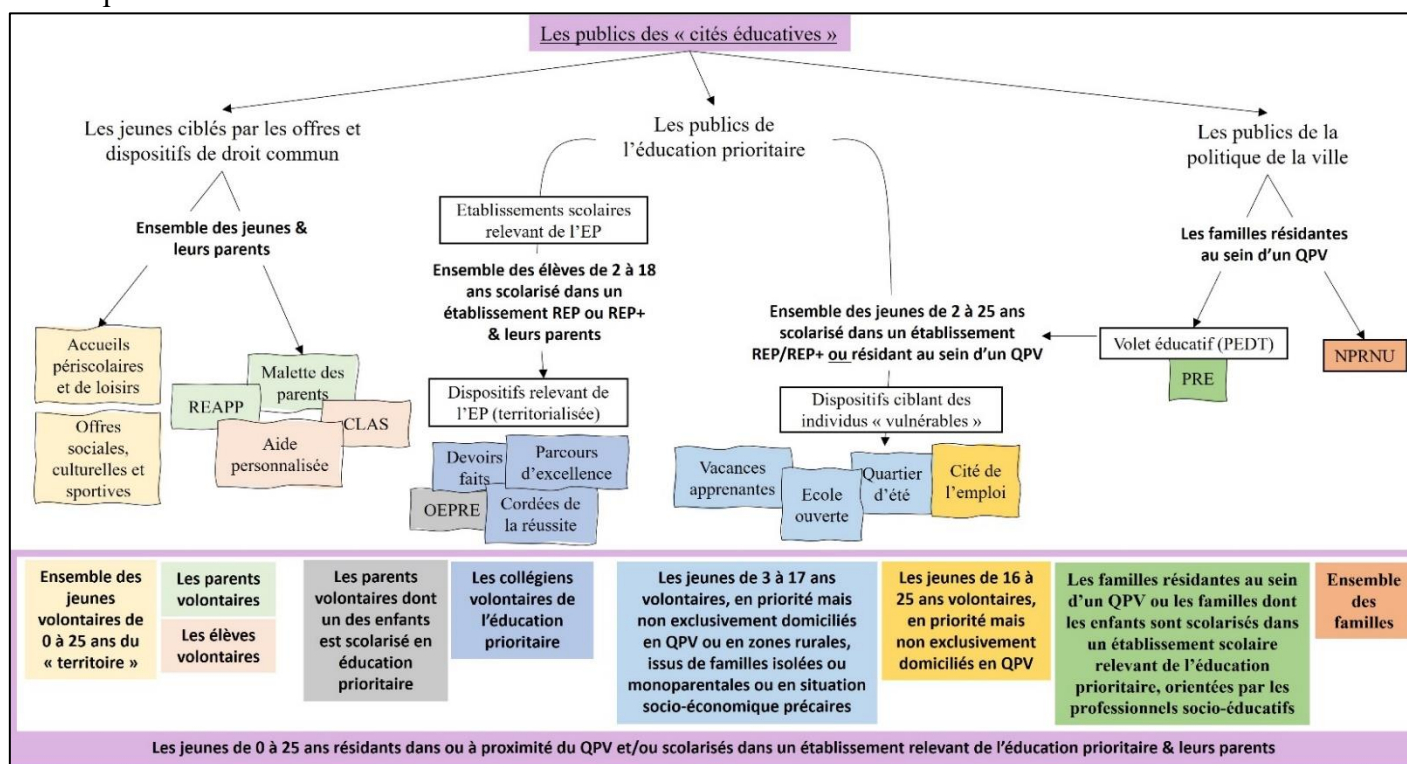 Les publics des « cités éducatives »
Les jeunes ciblés par les offres et
dispositifs de droit commun
Les publics de
l'éducation prioritaire
Les publics de la
politique de la ville
Ensemble des jeunes &
leurs parents
Etablissements scolaires
relevant de l'EP
Les familles résidantes
au sein d'un QPV
Ensemble des élèves de 2 à 18
ans scolarisé dans un
établissement REP ou REP+
& leurs parents
Ensemble des jeunes de 2 à 25 ans
scolarisé dans un établissement
REP/REP+ ou résidant au sein d'un QPV
Volet éducatif (PEDT)
NPRNU
PRE
Accueils
périscolaires
et de loisirs
Offres
sociales,
culturelles et
sportives
Malette des
parents
REAPP
CLAS
Aide
personnalisée
Dispositifs relevant de
l'EP (territorialisée)
Devoirs
faits
Parcours
d'excellence
OEPRE
Cordées de
la réussite
Dispositifs ciblant des
individus « vulnérables »
Vacances
apprenantes
Ecole
ouverte
Quartier
d'été
Cité de
l'emploi
Ensemble des
jeunes
volontaires de
0 à 25 ans du
« territoire »
Les parents
volontaires
Les élèves
volontaires
Les parents
volontaires dont
un des enfants
est scolarisé en
éducation
prioritaire
Les collégiens
volontaires de
l'éducation
prioritaire
Les jeunes de 3 à 17 ans
volontaires, en priorité mais
non exclusivement domiciliés
en QPV ou en zones rurales,
issus de familles isolées ou
monoparentales ou en situation
socio-économique précaires
Les jeunes de 16 à
25 ans volontaires,
en priorité mais
non exclusivement
domiciliés en QPV
Les familles résidantes au sein
d'un QPV ou les familles dont
les enfants sont scolarisés dans
un établissement scolaire
relevant de l'éducation
prioritaire, orientées par les
professionnels socio-éducatifs
Ensemble
des
familles
Les jeunes de 0 à 25 ans résidants dans ou à proximité du QPV et/ou scolarisés dans un établissement relevant de l'éducation prioritaire & leurs parents